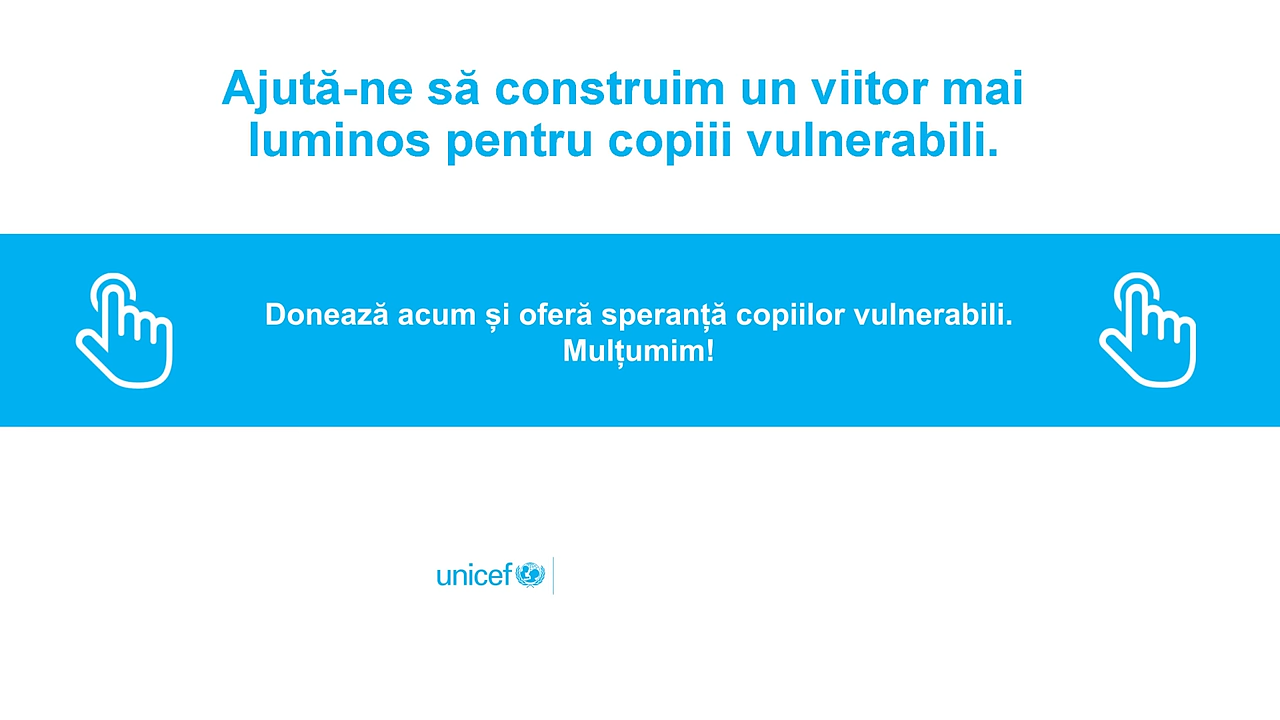 Ajută-ne să construim un viitor mai
luminos pentru copiii vulnerabili.
Donează acum și oferă speranță copiilor vulnerabili.
Mulțumim!
unicef